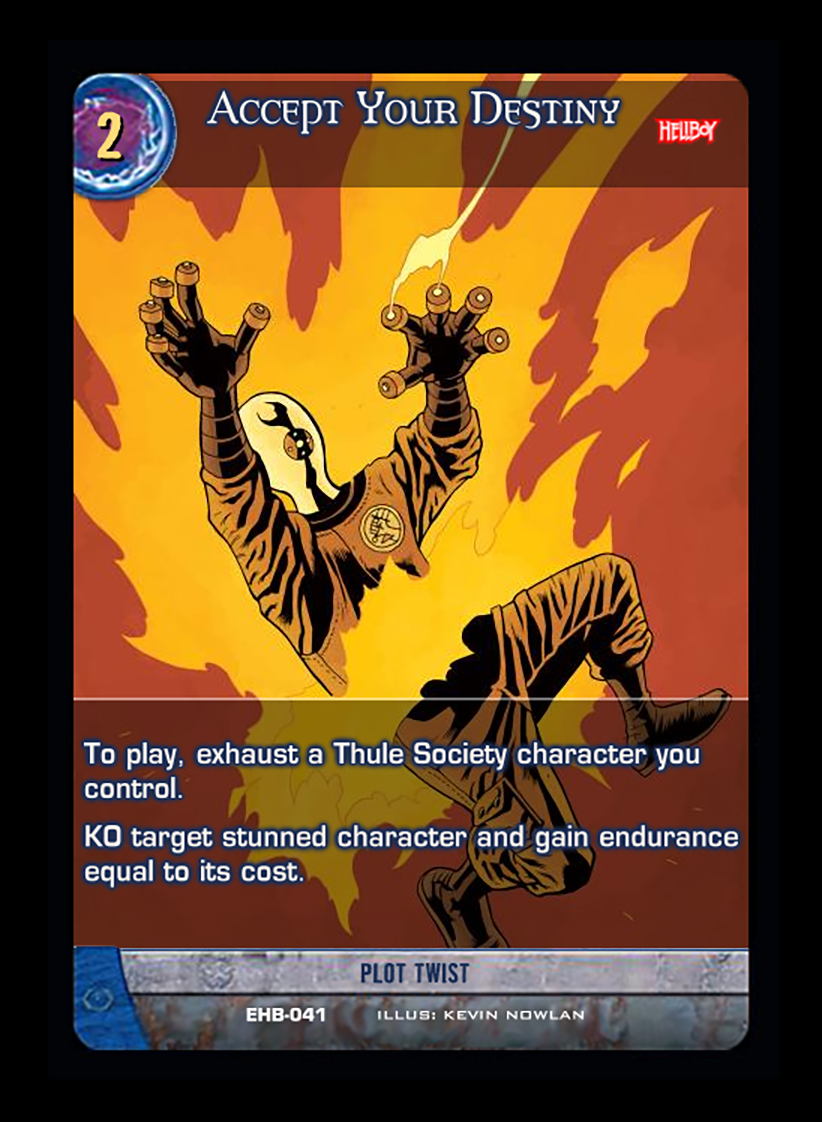 2
Accept Your Destiny
HELLBOY
To play, exhaust a Thule Society character you
control.
KO target stunned character and gain endurance
equal to its cost.
PLOT TWIST
EHB-041 ILLUS: KEVIN NOWLAN